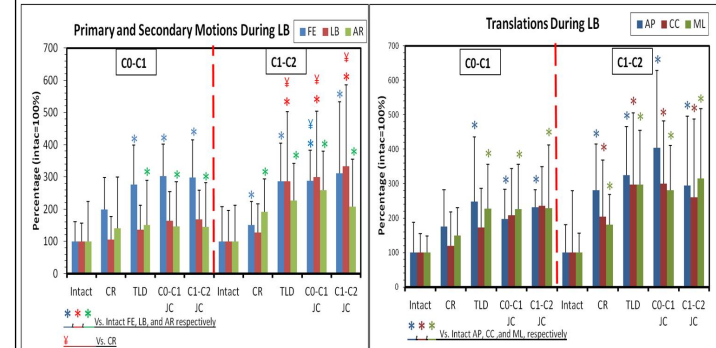 Primary and Secondary Motions During LB
FE LB AR
C0-C1
C1-C2
Percentage (intac=100%)
700
600
500
400
300
200
100
0
Intact CR TLD C0-C1 JC C1-C2 JC Intact CR TLD C0-C1 JC C1-C2 JC
* * * Vs. Intact FE, LB, and AR respectively
¥ Vs. CR
Translations During LB
AP CC ML
C0-C1
C1-C2
Percentage (intac=100%)
700
600
500
400
300
200
100
0
Intact CR TLD C0-C1 JC C1-C2 JC Intact CR TLD C0-C1 JC C1-C2 JC
* * * Vs. Intact AP, CC ,and ML, respectively